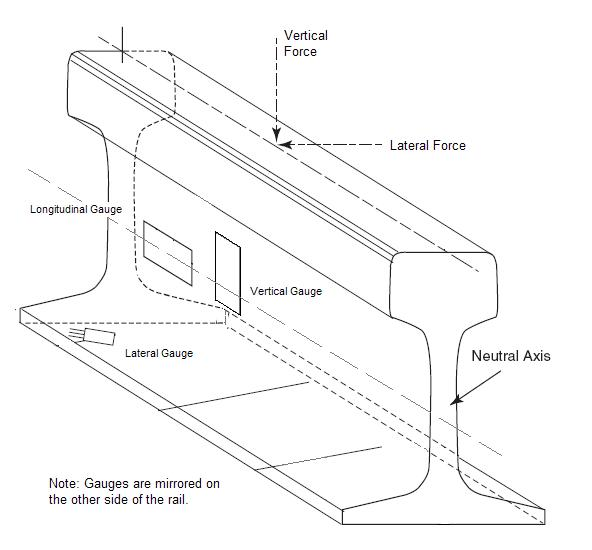 Vertical
Force
Lateral Force
Longitudinal Gauge
Vertical Gauge
Lateral Gauge
Neutral Axis
Note: Gauges are mirrored on
the other side of the rail.